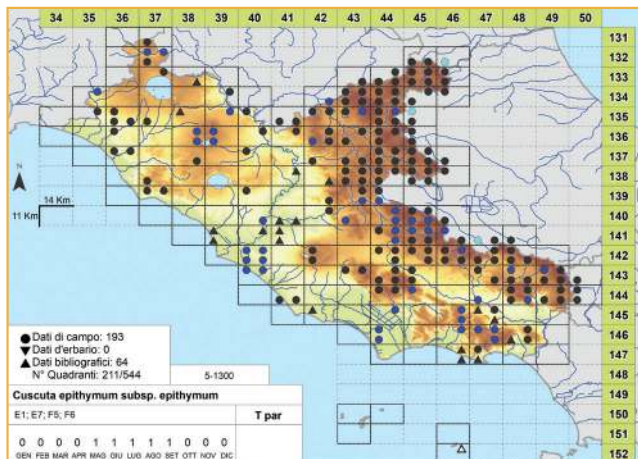 34 35 36 37 38 39 40 41 42 43 44 45 46 47 48 49 50
131
132
133
134
135
136
137
138
139
140
141
142
143
144
145
146
147
148
149
150
151
152
N
14 Km
11 Km
Dati di campo: 193
Dati d'erbario: 0
Dati bibliografici: 64
N° Quadranti: 211/544
5-1300
Cuscuta epithymum subsp. epithymum
E1; E7; F5; F6
T par
0 0 0 0 1 1 1 1 1 0 0 0
GEN FEB MAR APR MAG GIU LUG AGO SET OTT NOV DIC